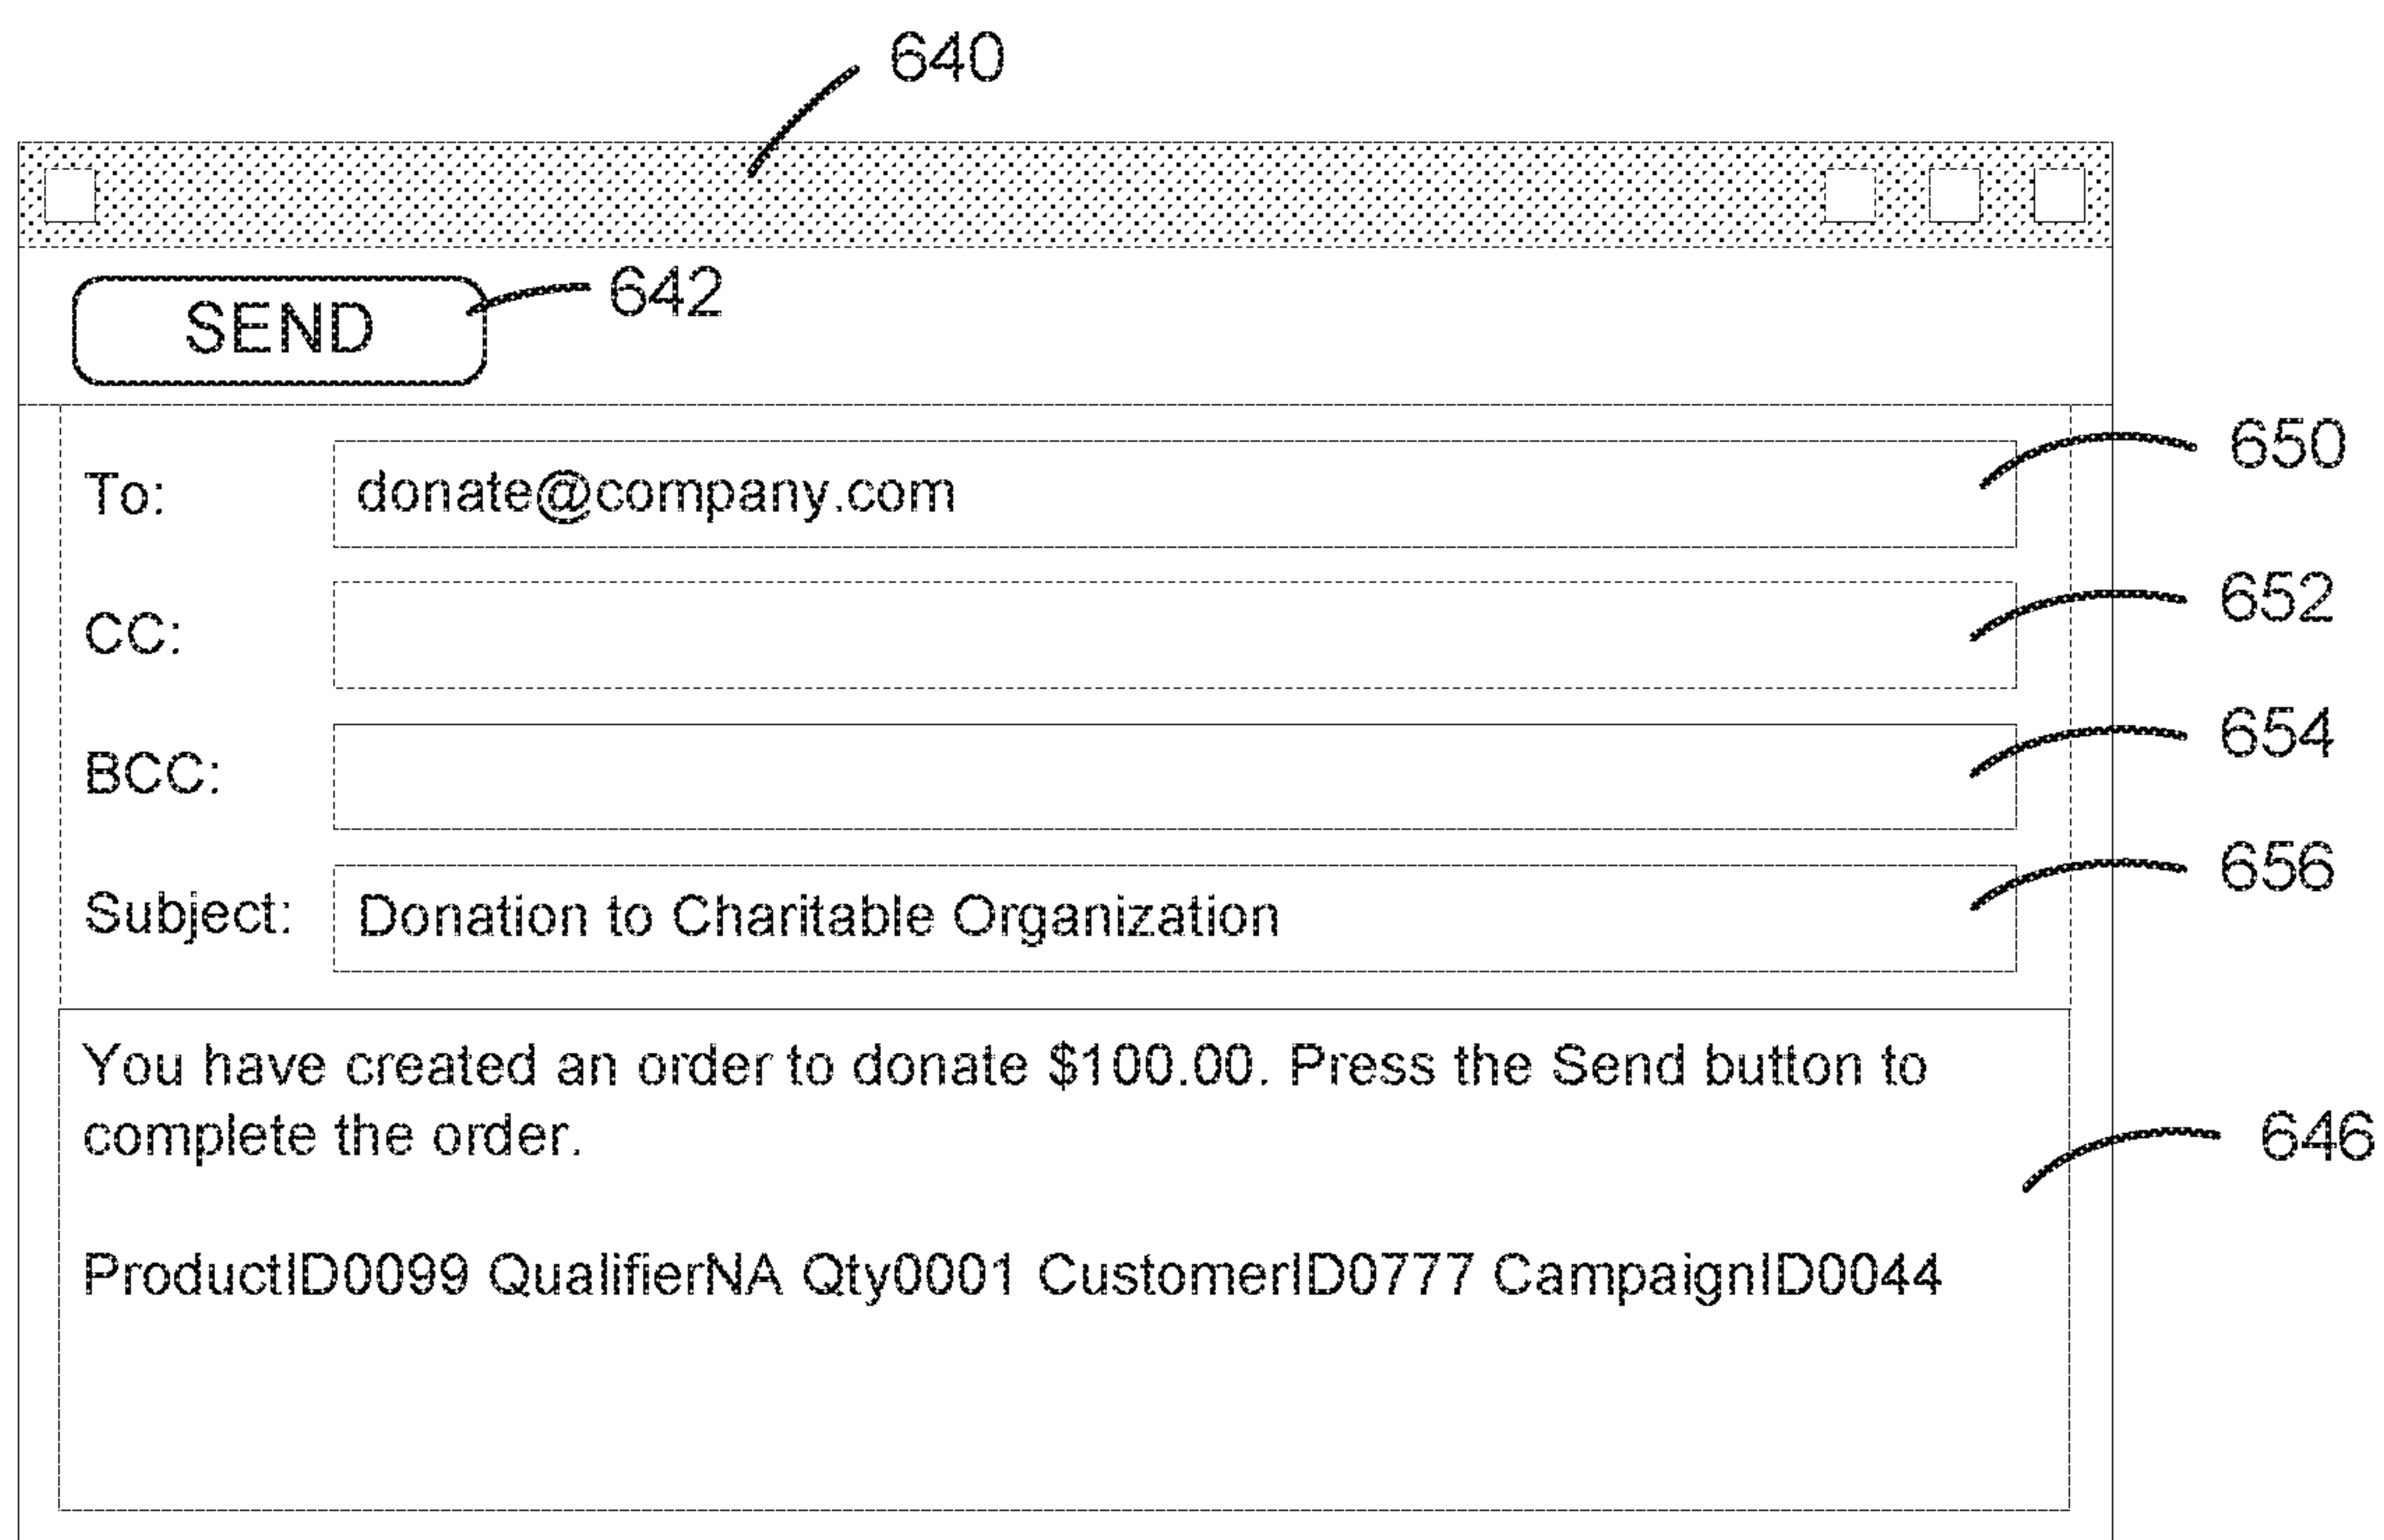 640
SEND 642
To: donate@company.com 650
CC: 652
BCC: 654
Subject: Donation to Charitable Organization 656
You have created an order to donate $100.00. Press the Send button to
complete the order.
646
ProductID0099 QualifierNA Qty0001 CustomerID0777 CampaignID0044